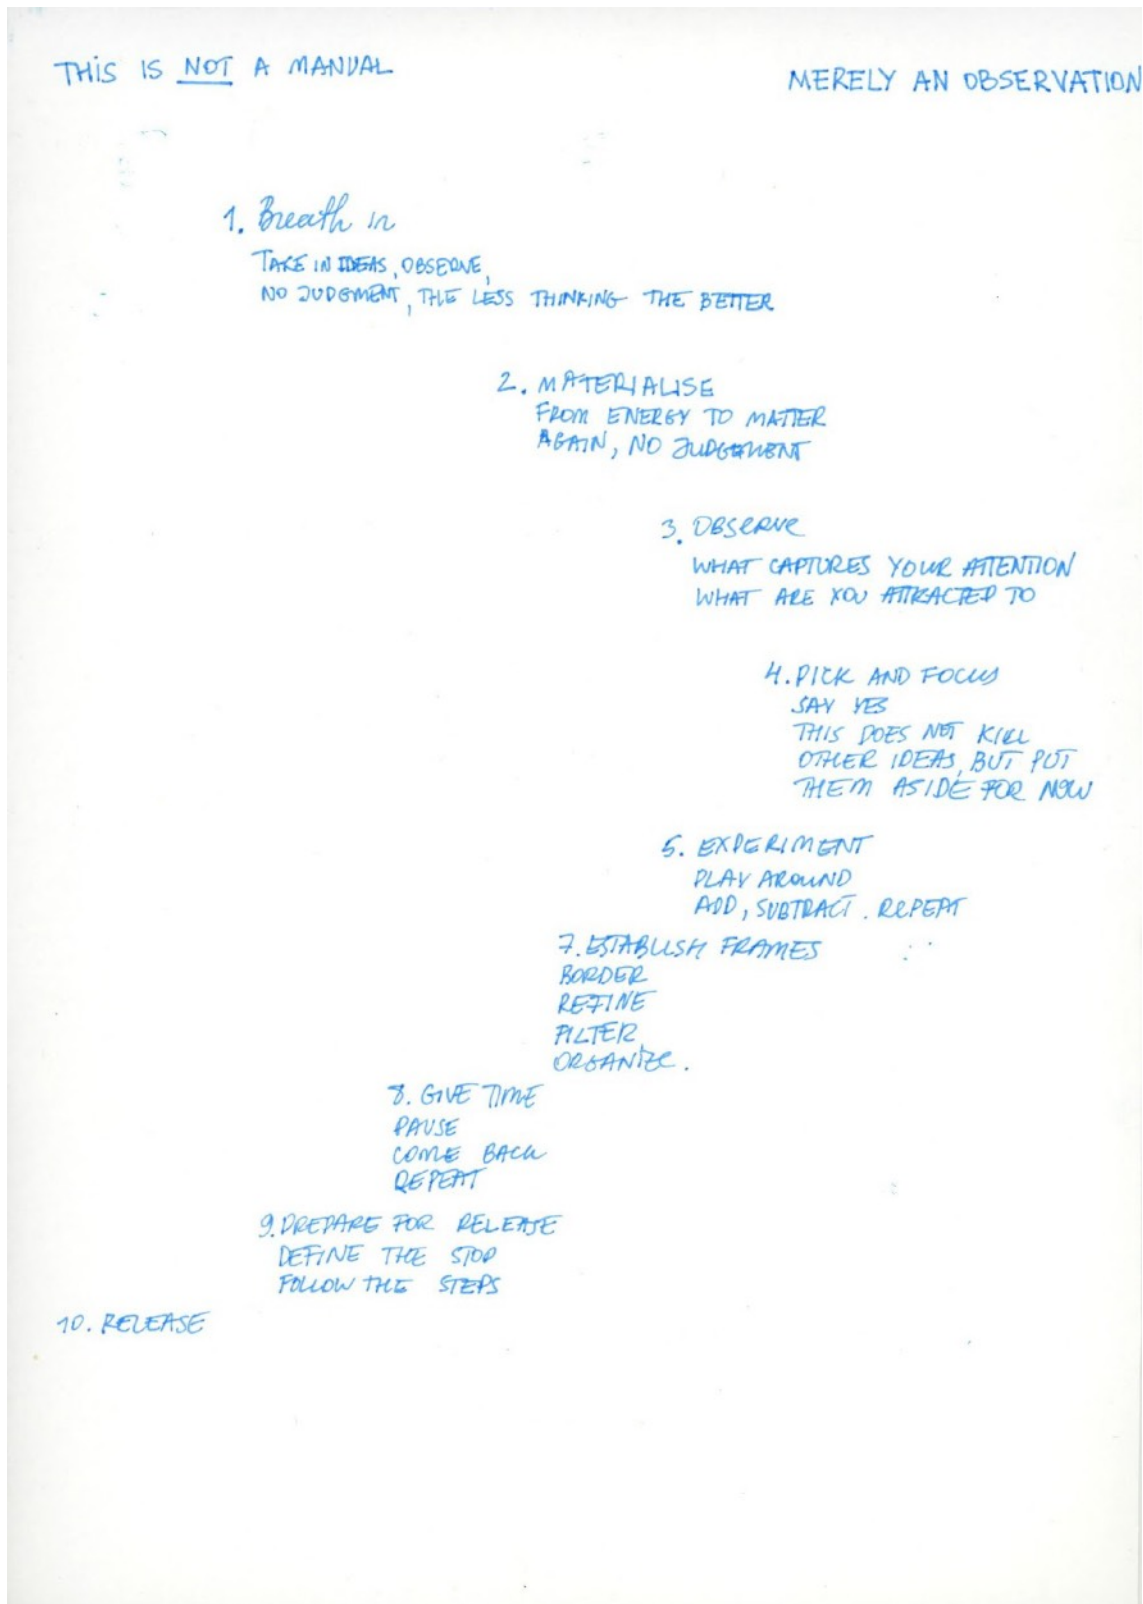 THIS IS NOT A MANUAL
MERELY AN OBSERVATION
1. Breath in
TAKE IN IDEAS, OBSERVE,
NO JUDGMENT, THE LESS THINKING THE BETTER
2. MATERIALISE
FROM ENERGY TO MATTER
AGAIN, NO JUDGEMENT
3. OBSERVE
WHAT CAPTURES YOUR ATTENTION
WHAT ARE YOU ATTRACTED TO
4. PICK AND FOCUS
SAY YES
THIS DOES NOT KILL
OTHER IDEAS, BUT PUT
THEM ASIDE FOR NOW
5. EXPERIMENT
PLAY AROUND
ADD, SUBTRACT. REPEAT
7. ESTABLISH FRAMES
BORDER
REFINE
FILTER
ORGANIZE.
8. GIVE TIME
PAUSE
COME BACK
REPEAT
9. PREPARE FOR RELEASE
DEFINE THE STOP
FOLLOW THE STEPS
10. RELEASE